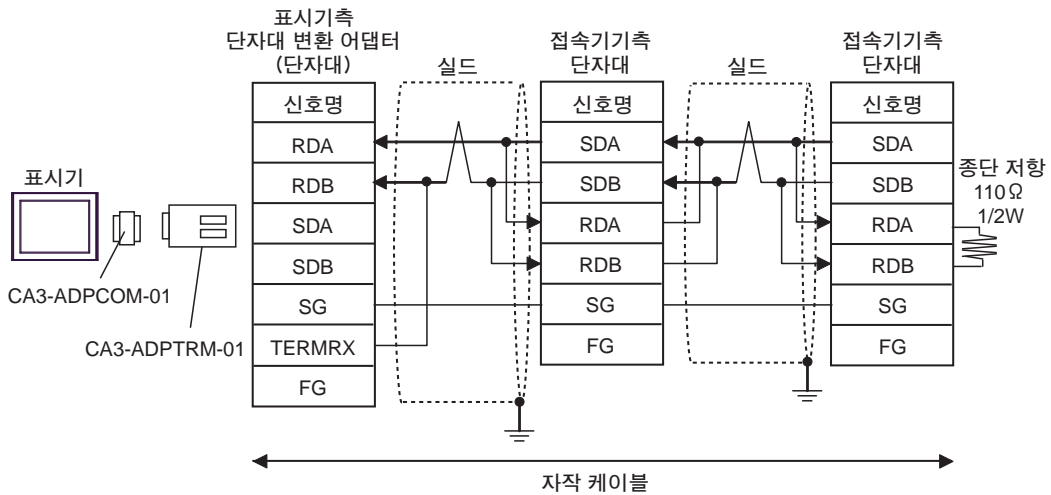 표시기측
단자대 변환 어댑터
(단자대)
실드
접속기기측
단자대
실드
접속기기측
단자대
신호명
RDA
RDB
SDA
SDB
SG
TERMRX
FG
신호명
SDA
SDB
RDA
RDB
SG
FG
신호명
SDA
SDB
RDA
RDB
SG
FG
표시기
CA3-ADPCOM-01
CA3-ADPTRM-01
종단 저항
110Ω
1/2W
자작 케이블